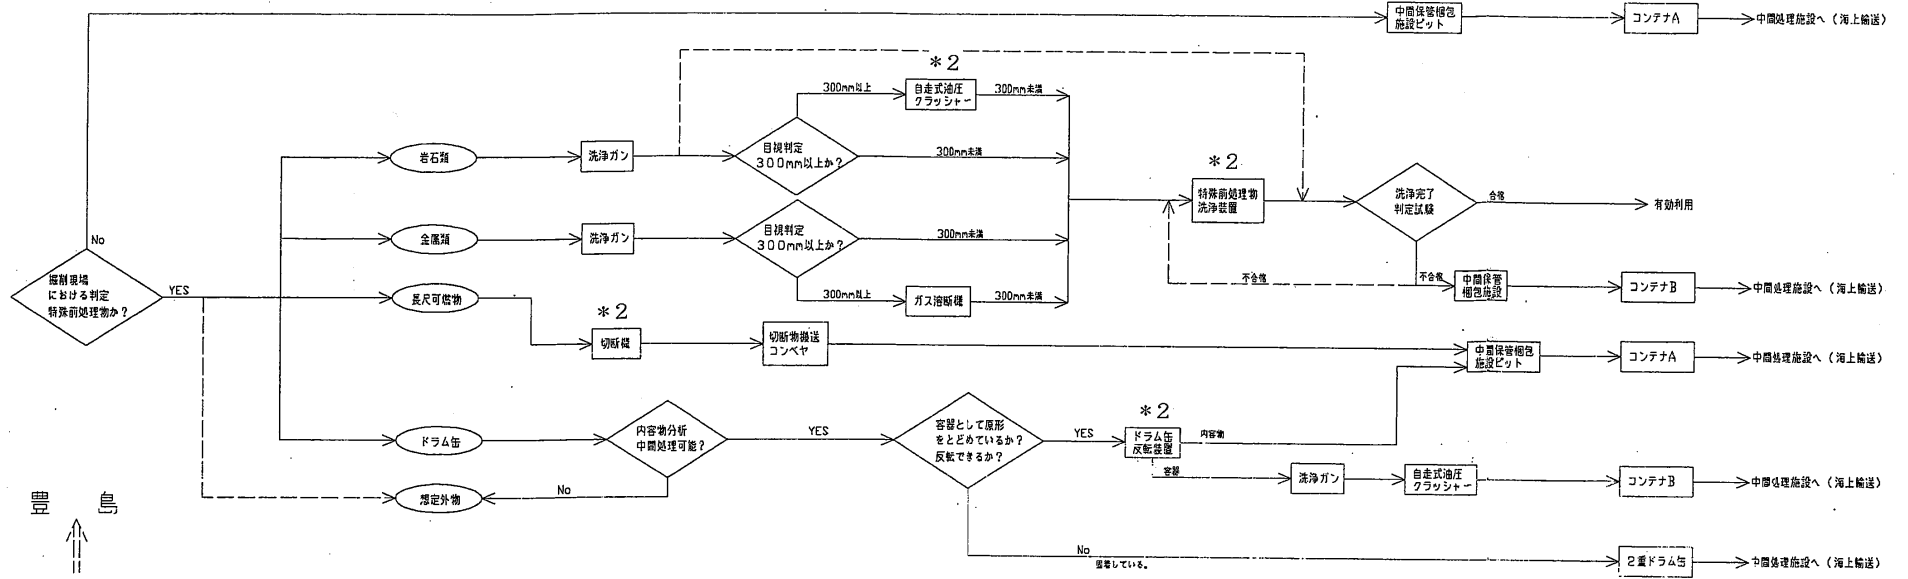 中間保管梱包
施設ピット
コンテナA
中間処理施設へ(海上輸送)
*2
300mm以上
自走式油圧
クラッシャー
300mm未満
岩石類
洗浄ガン
目視判定
300mm以上か?
300mm未満
*2
特殊前処理物
洗浄装置
洗浄完了
判定試験
合格
有効利用
No
金属類
洗浄ガン
目視判定
300mm以上か?
300mm未満
掘削現場
における判定
特殊前処理物か?
YES
長尺可燃物
300mm以上
ガス溶断機
300mm未満
不合格
不合格
中間保管
梱包施設
コンテナB
中間処理施設へ(海上輸送)
*2
切断機
切断物搬送
コンベヤ
中間保管梱包
施設ピット
コンテナA
中間処理施設へ(海上輸送)
ドラム缶
内容物分析
中間処理可能?
YES
容器として原形
をとどめているか?
反転できるか?
YES
*2
ドラム缶
反転装置
内容物
容器
洗浄ガン
自走式油圧
クラッシャー
コンテナB
中間処理施設へ(海上輸送)
想定外物
No
豊 島
No
密着している。
2重ドラム缶
中間処理施設へ(海上輸送)